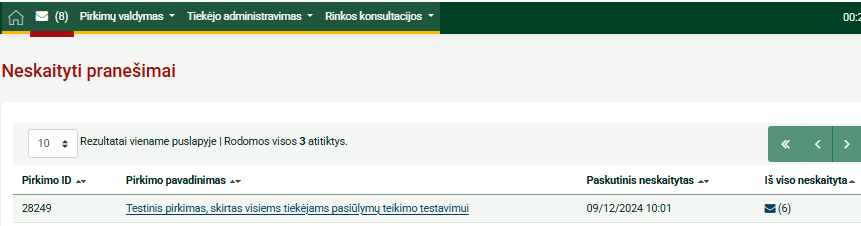 (8) Pirkimų valdymas Tiekėjo administravimas Rinkos konsultacijos 00:2
Neskaityti pranešimai
10 Rezultatai viename puslapyje | Rodomos visos 3 atitiktys.
Pirkimo ID Pirkimo pavadinimas Paskutinis neskaitytas Iš viso neskaityta
28249 Testinis pirkimas, skirtas visiems tiekėjams pasiūlymų teikimo testavimui 09/12/2024 10:01 (6)